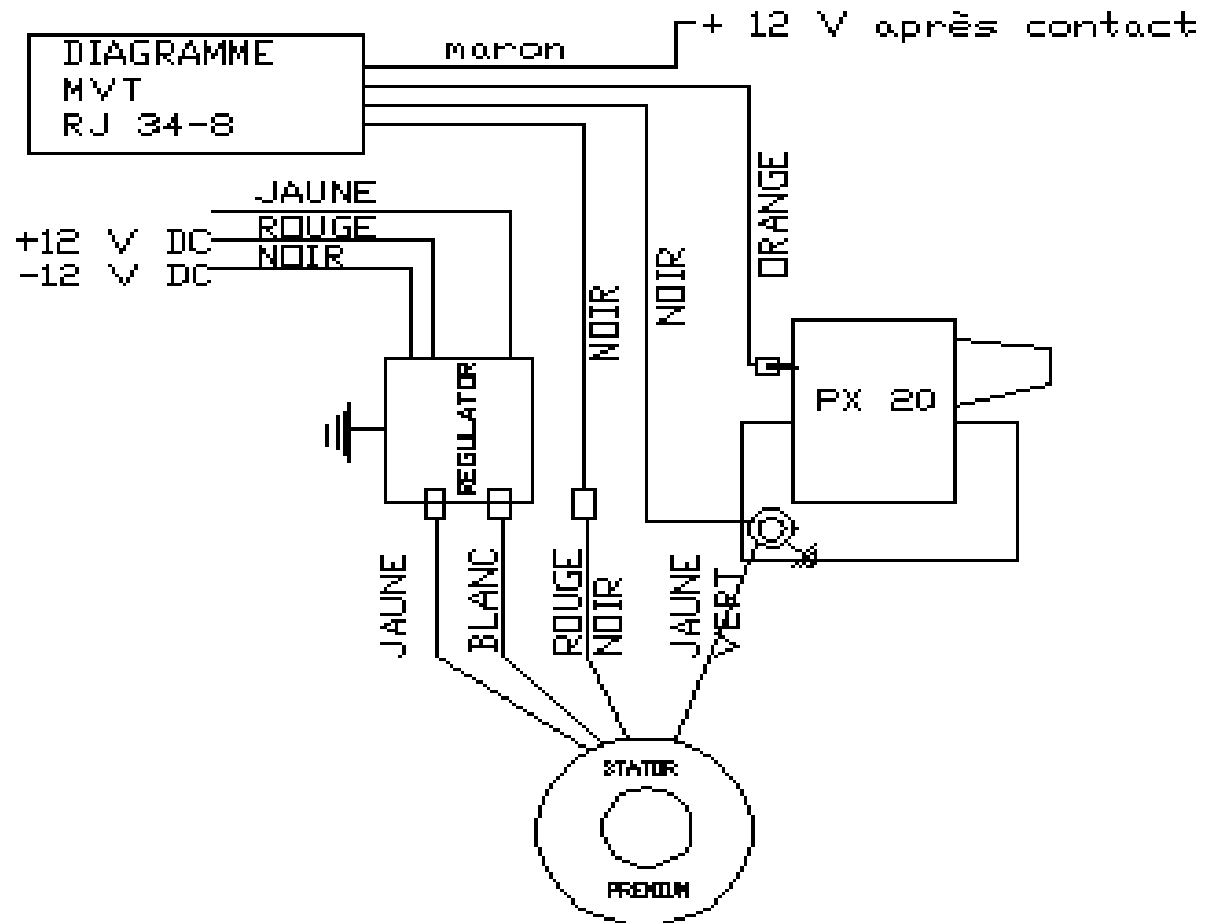 DIAGRAMME
MVT
RJ 34-8
maron
+ 12 V après contact
JAUNE
+12 V DC
ROUGE
-12 V DC
NOIR
NOIR
NOIR
ORANGE
REGULATOR
PX 20
JAUNE
BLANC
ROUGE
NOIR
JAUNE
VERT
STATOR
PREMIUM